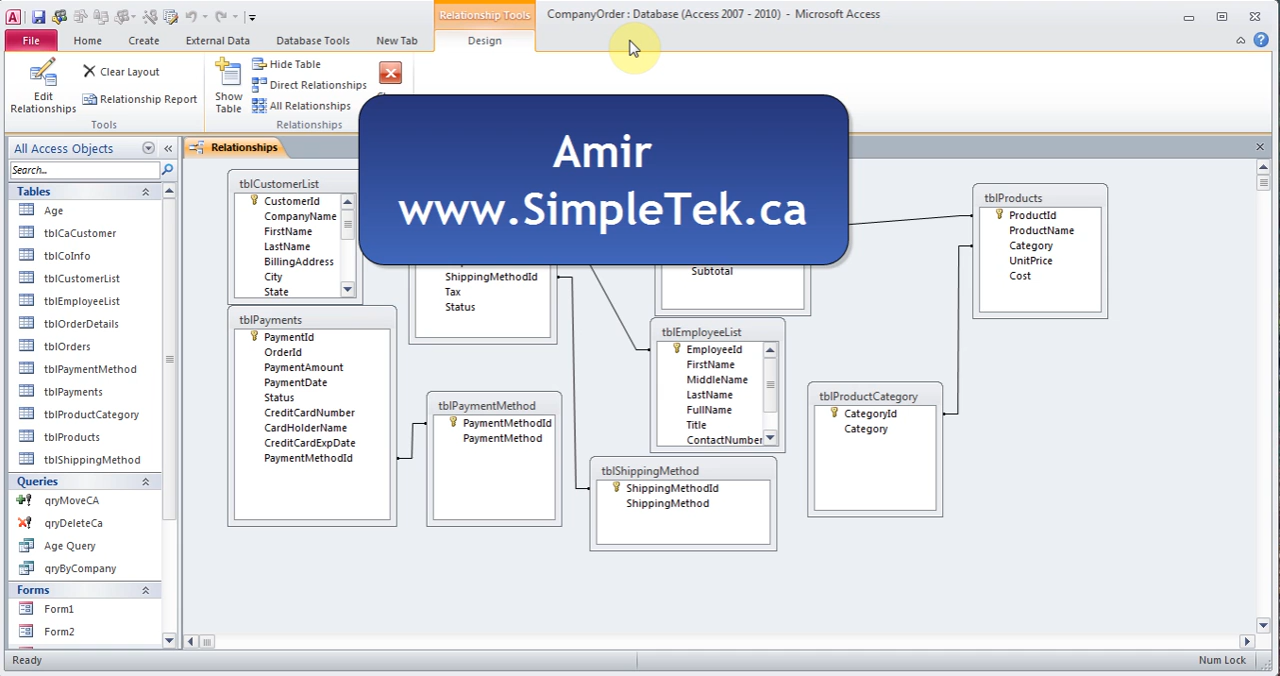 Relationship Tools
CompanyOrder : Database (Access 2007 - 2010) - Microsoft Access
File
Home
Create
External Data
Database Tools
New Tab
Design
Edit
Relationships
Clear Layout
Relationship Report
Tools
Show
Table
Hide Table
Direct Relationships
All Relationships
Relationships
Amir
www.SimpleTek.ca
All Access Objects
Search...
Tables
Age
tblCaCustomer
tblCoInfo
tblCustomerList
tblEmployeeList
tblOrderDetails
tblOrders
tblPaymentMethod
tblPayments
tblProductCategory
tblProducts
tblShippingMethod
Queries
qryMoveCA
qryDeleteCa
Age Query
qryByCompany
Forms
Form1
Form2
Relationships
tblCustomerList
CustomerId
CompanyName
FirstName
LastName
BillingAddress
City
State
ShippingMethodId
Tax
Status
Subtotal
tblProducts
ProductId
ProductName
Category
UnitPrice
Cost
tblPayments
PaymentId
OrderId
PaymentAmount
PaymentDate
Status
CreditCardNumber
CardHolderName
CreditCardExpDate
PaymentMethodId
tblPaymentMethod
PaymentMethodId
PaymentMethod
tblEmployeeList
EmployeeId
FirstName
MiddleName
LastName
FullName
Title
ContactNumber
tblShippingMethod
ShippingMethodId
ShippingMethod
tblProductCategory
CategoryId
Category
Ready
Num Lock